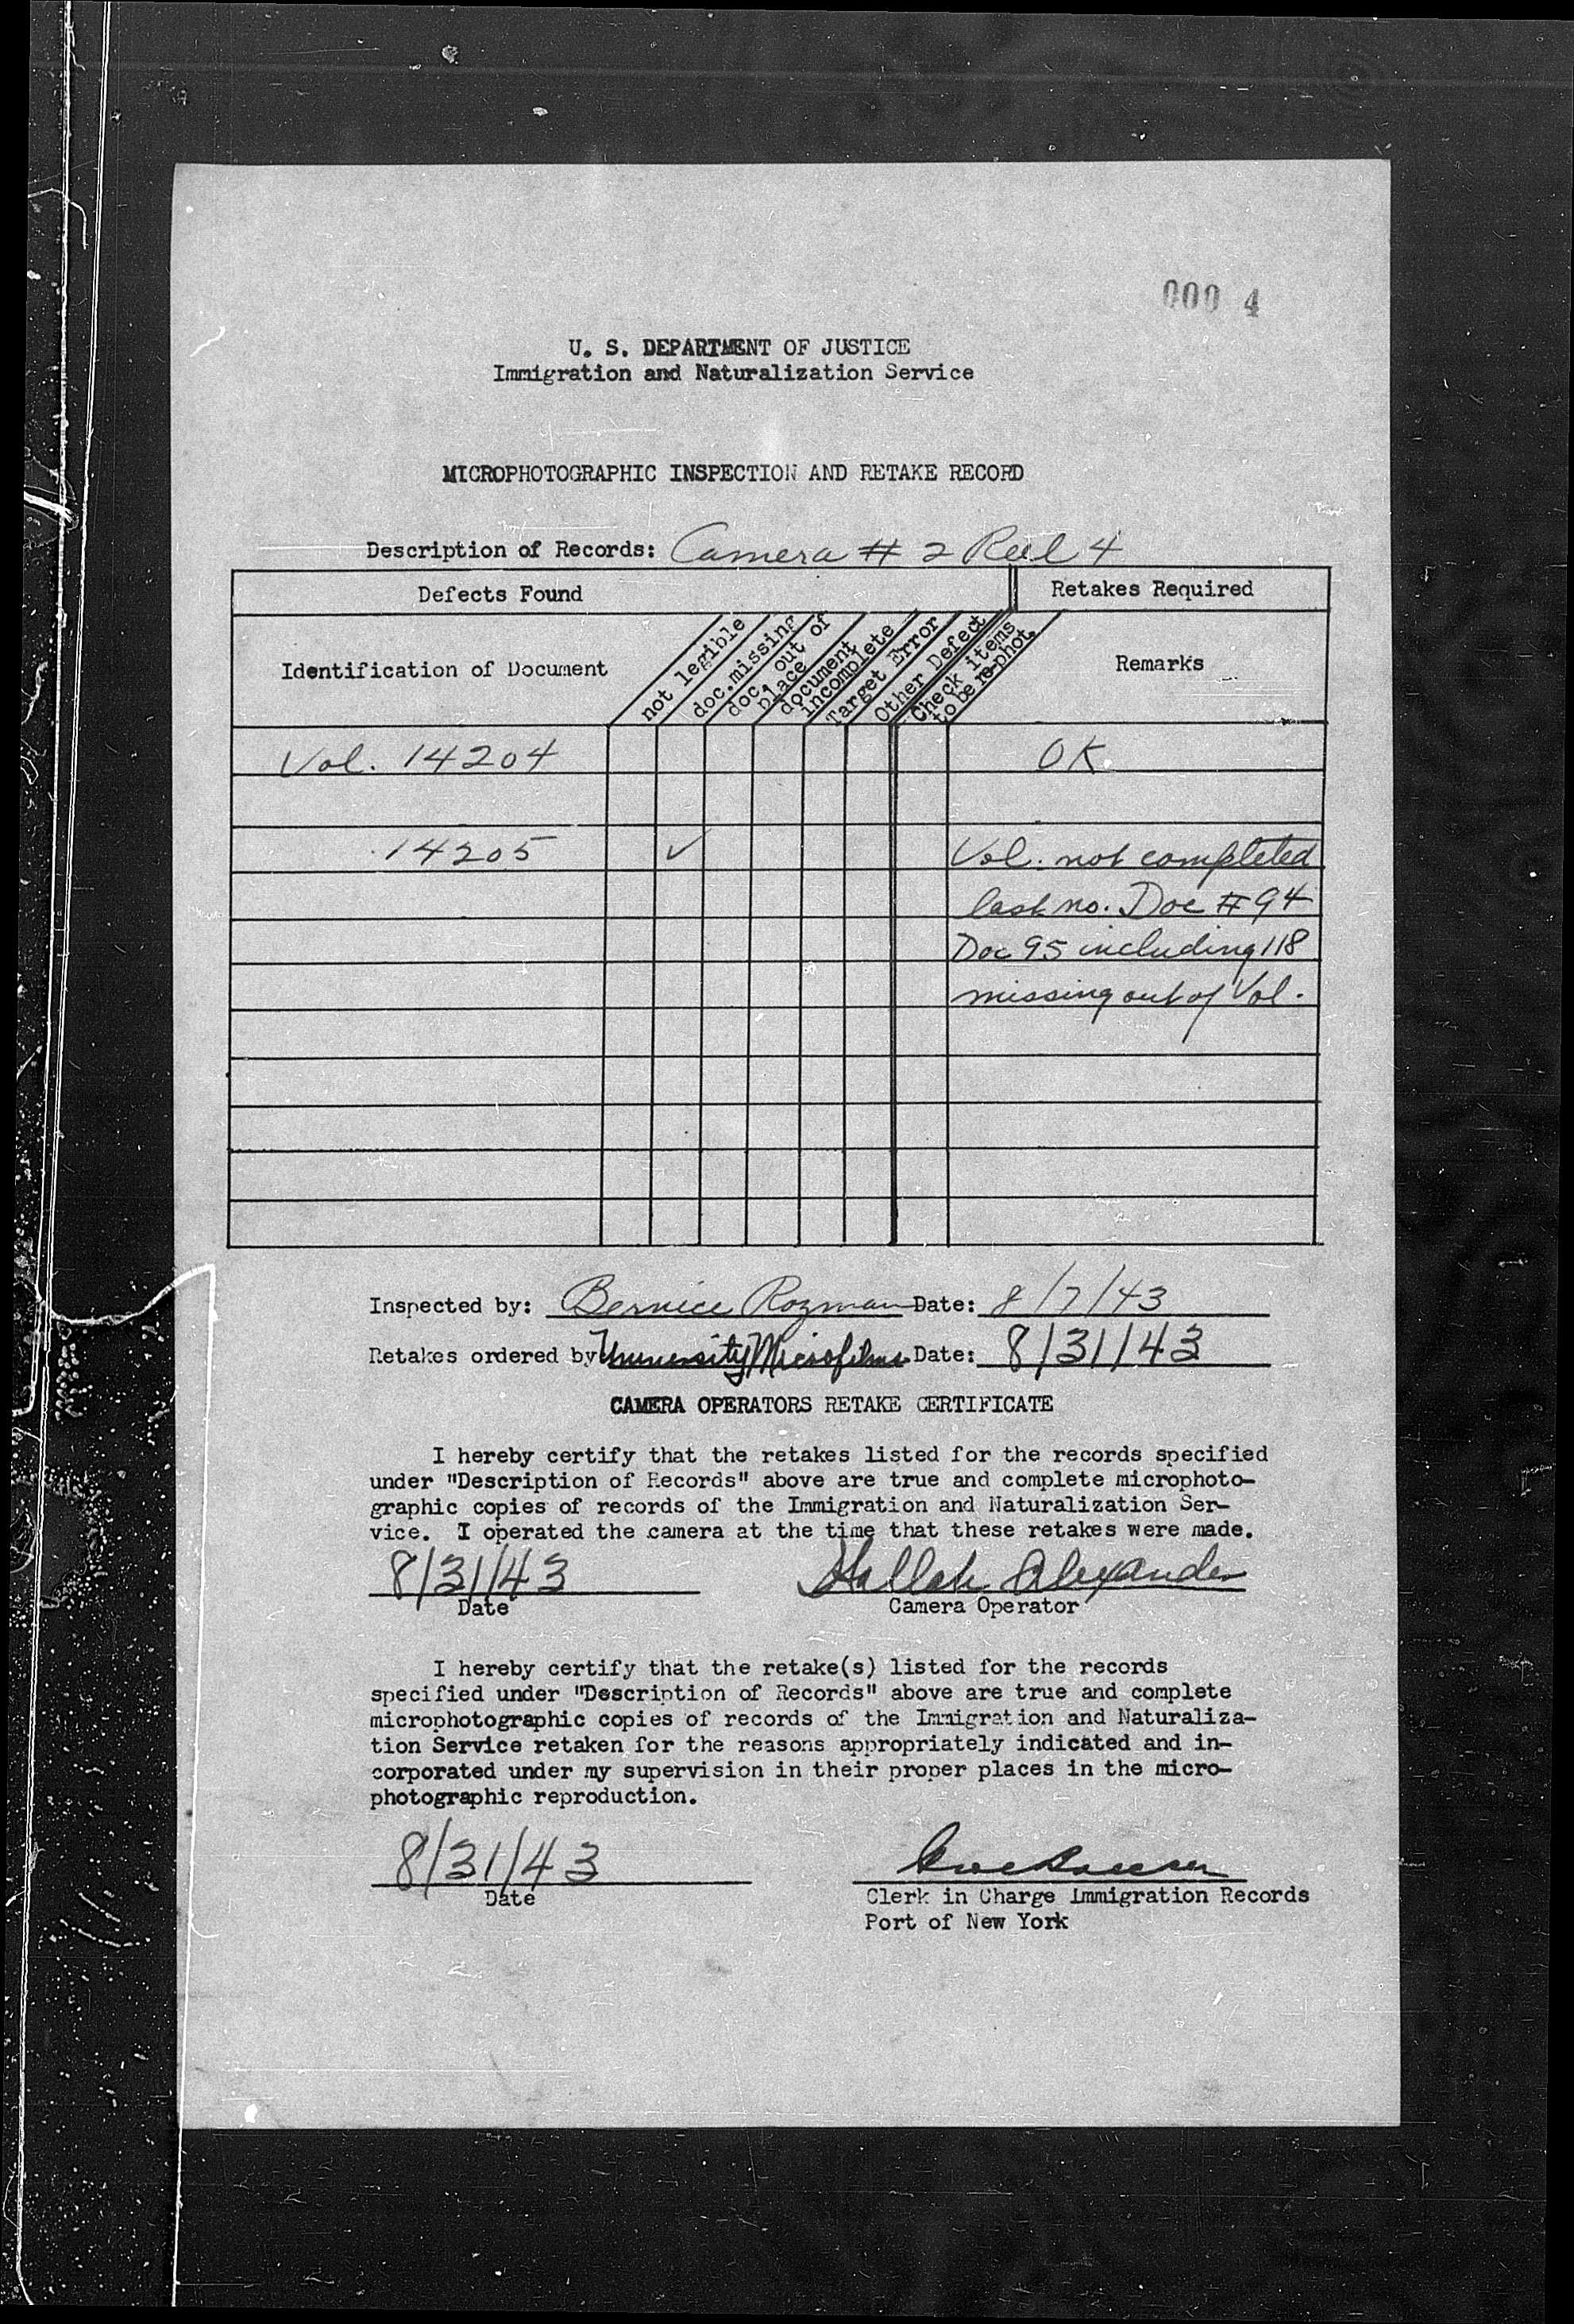 000 4
U. S. DEPARTMENT OF JUSTICE
Immigration and Naturalization Service
MICROPHOTOGRAPHIC INSPECTION AND RETAKE RECORD
Description of Records: Camera # 2 Reel 4
Defects Found
Retakes Required
Identification of Document
not legible
doc. missing
doc. out of
place
document
incomplete
Target Error
Other Defect
Check items
to be re-phot.
Remarks
Vol. 14204 OK
14205 ✓ Vol. not completed
last no. Doc # 94
Doc 95 including 118
missing out of Vol.
Inspected by: Bernice Rozman Date: 8/7/43
Retakes ordered by University Microfilms Date: 8/31/43
CAMERA OPERATORS RETAKE CERTIFICATE
I hereby certify that the retakes listed for the records specified
under "Description of Records" above are true and complete microphoto-
graphic copies of records of the Immigration and Naturalization Ser-
vice. I operated the camera at the time that these retakes were made.
8/31/43 Alexander
Date Camera Operator
I hereby certify that the retake(s) listed for the records
specified under "Description of Records" above are true and complete
microphotographic copies of records of the Immigration and Naturaliza-
tion Service retaken for the reasons appropriately indicated and in-
corporated under my supervision in their proper places in the micro-
photographic reproduction.
8/31/43
Date
Clerk in Charge Immigration Records
Port of New York